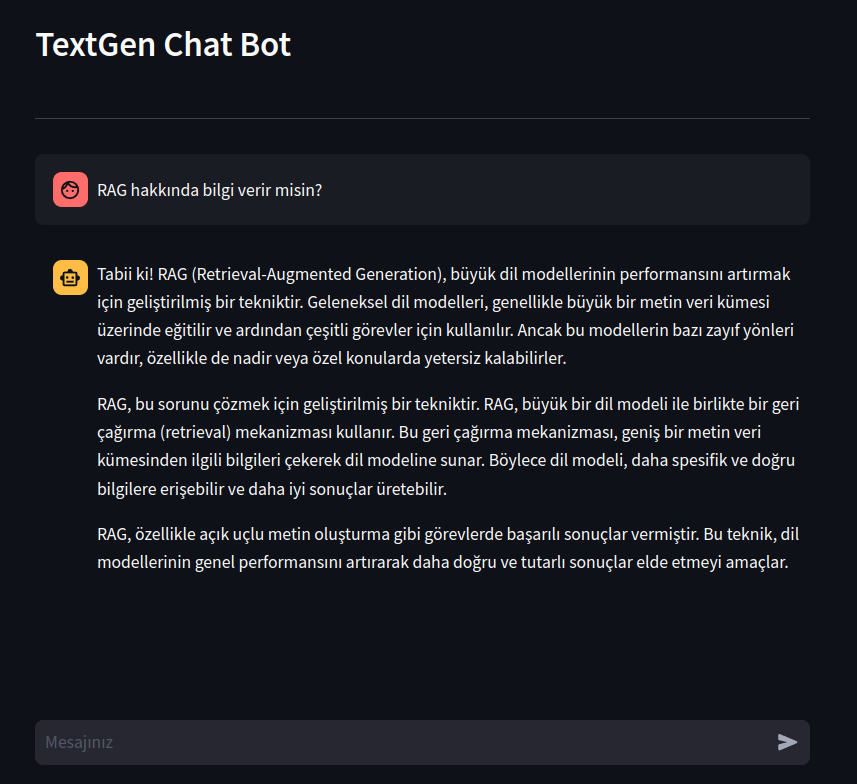 TextGen Chat Bot
RAG hakkında bilgi verir misin?
Tabii ki! RAG (Retrieval-Augmented Generation), büyük dil modellerinin performansını artırmak
için geliştirilmiş bir tekniktir. Geleneksel dil modelleri, genellikle büyük bir metin veri kümesi
üzerinde eğitilir ve ardından çeşitli görevler için kullanılır. Ancak bu modellerin bazı zayıf yönleri
vardır, özellikle de nadir veya özel konularda yetersiz kalabilirler.
RAG, bu sorunu çözmek için geliştirilmiş bir tekniktir. RAG, büyük bir dil modeli ile birlikte bir geri
çağırma (retrieval) mekanizması kullanır. Bu geri çağırma mekanizması, geniş bir metin veri
kümesinden ilgili bilgileri çekerek dil modeline sunar. Böylece dil modeli, daha spesifik ve doğru
bilgilere erişebilir ve daha iyi sonuçlar üretebilir.
RAG, özellikle açık uçlu metin oluşturma gibi görevlerde başarılı sonuçlar vermiştir. Bu teknik, dil
modellerinin genel performansını artırarak daha doğru ve tutarlı sonuçlar elde etmeyi amaçlar.
Mesajınız